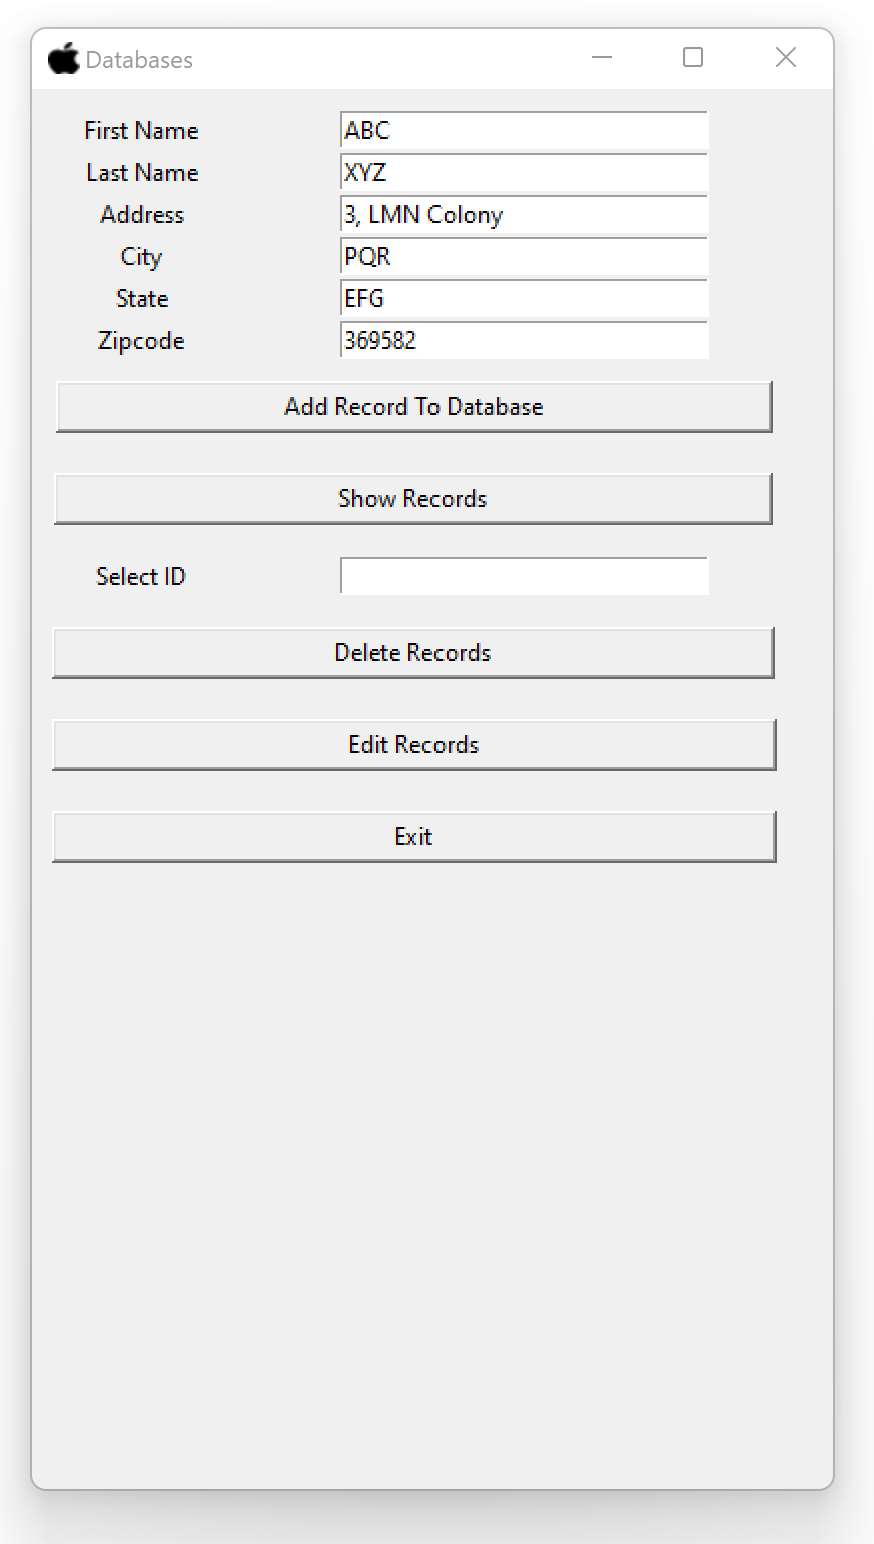 Databases
First Name ABC
Last Name XYZ
Address 3, LMN Colony
City PQR
State EFG
Zipcode 369582
Add Record To Database
Show Records
Select ID
Delete Records
Edit Records
Exit